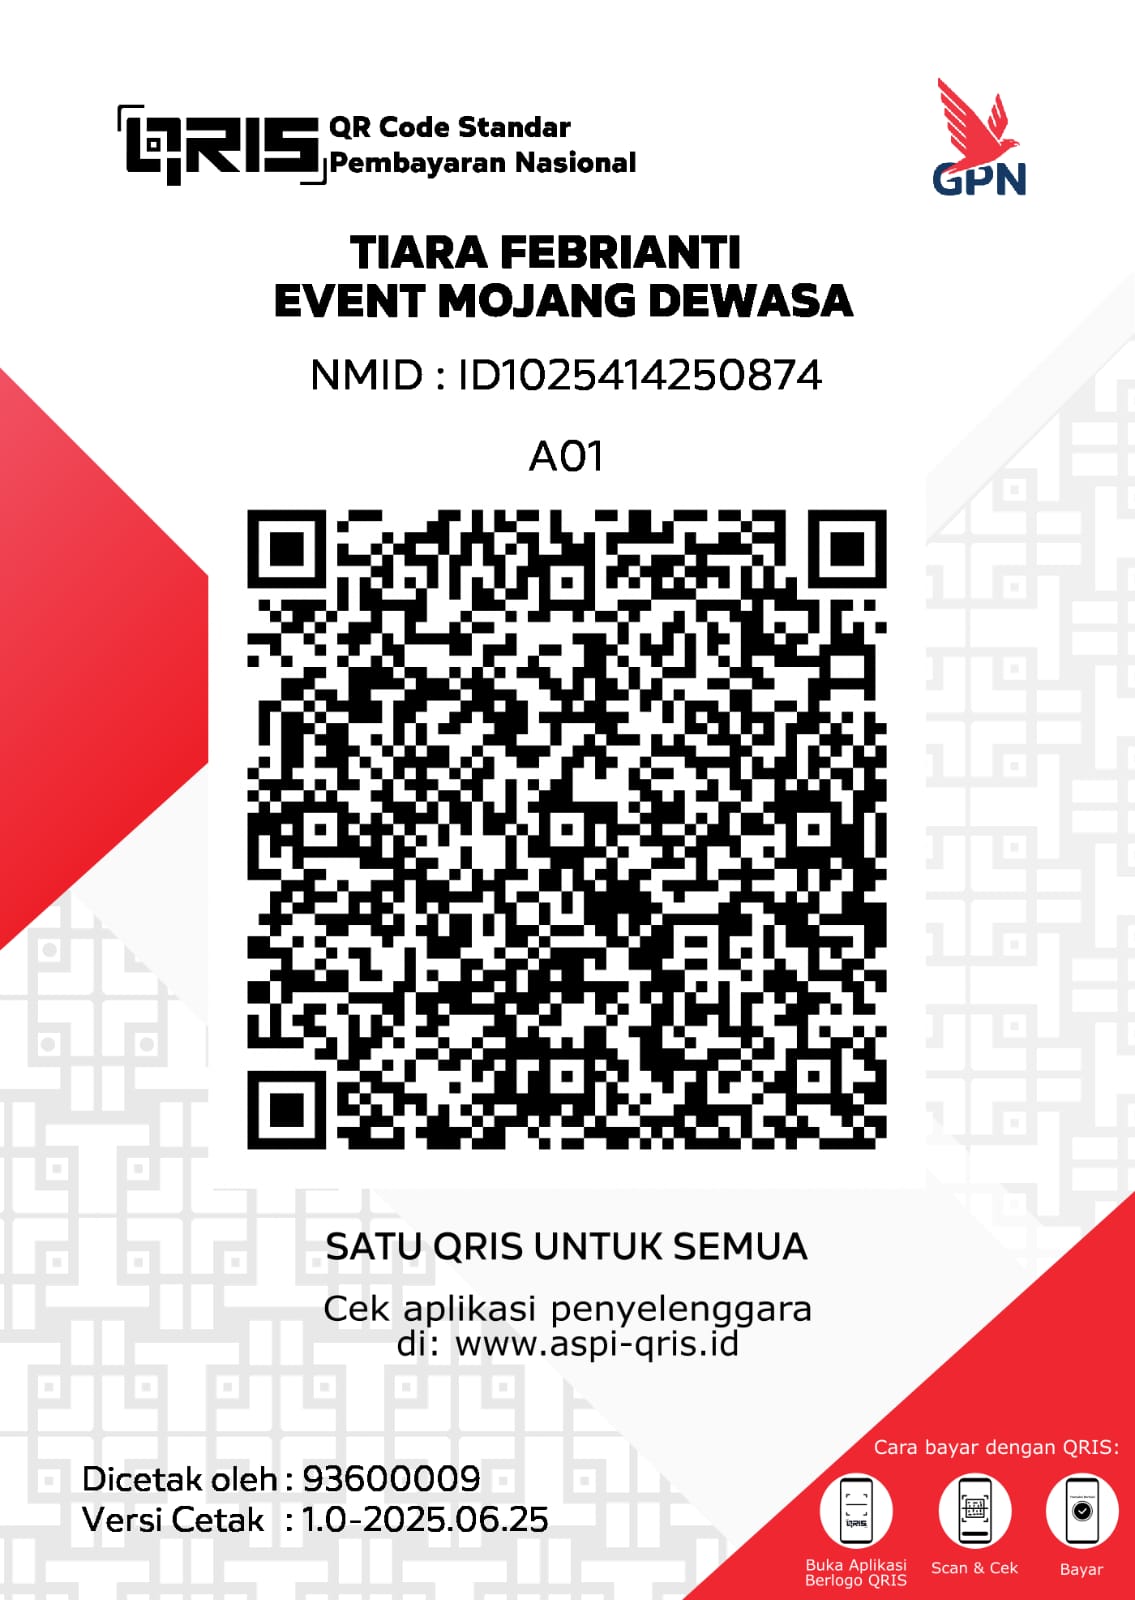 QRIS
QR Code Standar
Pembayaran Nasional
GPN
TIARA FEBRIANTI
EVENT MOJANG DEWASA
NMID : ID1025414250874
A01
SATU QRIS UNTUK SEMUA
Cek aplikasi penyelenggara
di: www.aspi-qris.id
Dicetak oleh : 93600009
Versi Cetak : 1.0-2025.06.25
Cara bayar dengan QRIS:
QRIS
Buka Aplikasi
Berlogo QRIS
Scan & Cek
Bayar